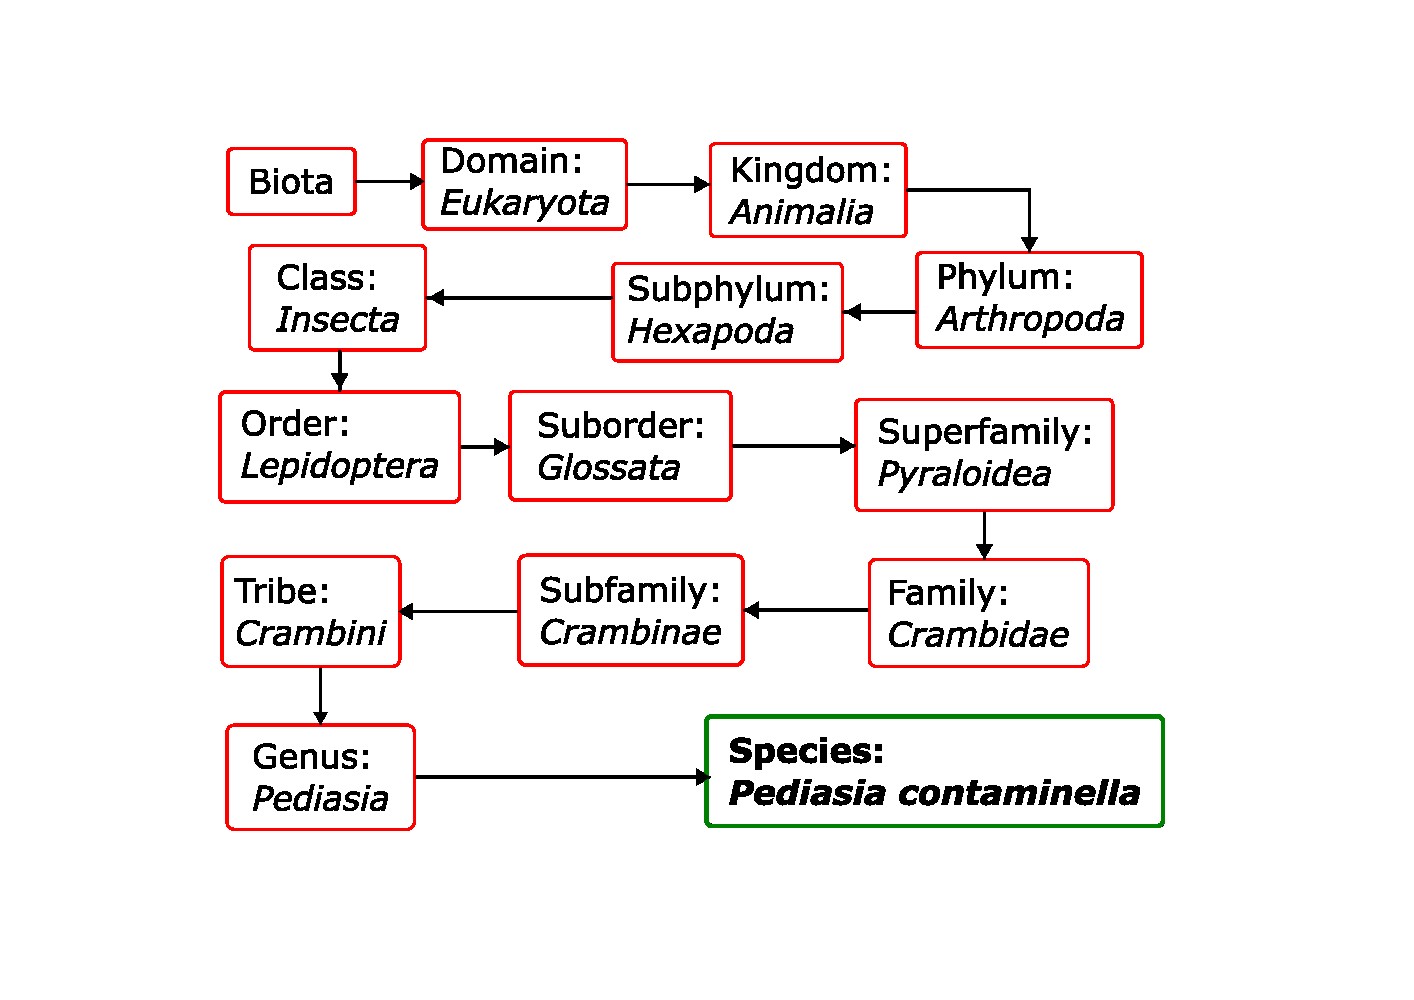 Biota
Domain:
Eukaryota
Kingdom:
Animalia
Phylum:
Arthropoda
Subphylum:
Hexapoda
Class:
Insecta
Order:
Lepidoptera
Suborder:
Glossata
Superfamily:
Pyraloidea
Family:
Crambidae
Subfamily:
Crambinae
Tribe:
Crambini
Genus:
Pediasia
Species:
Pediasia contaminella